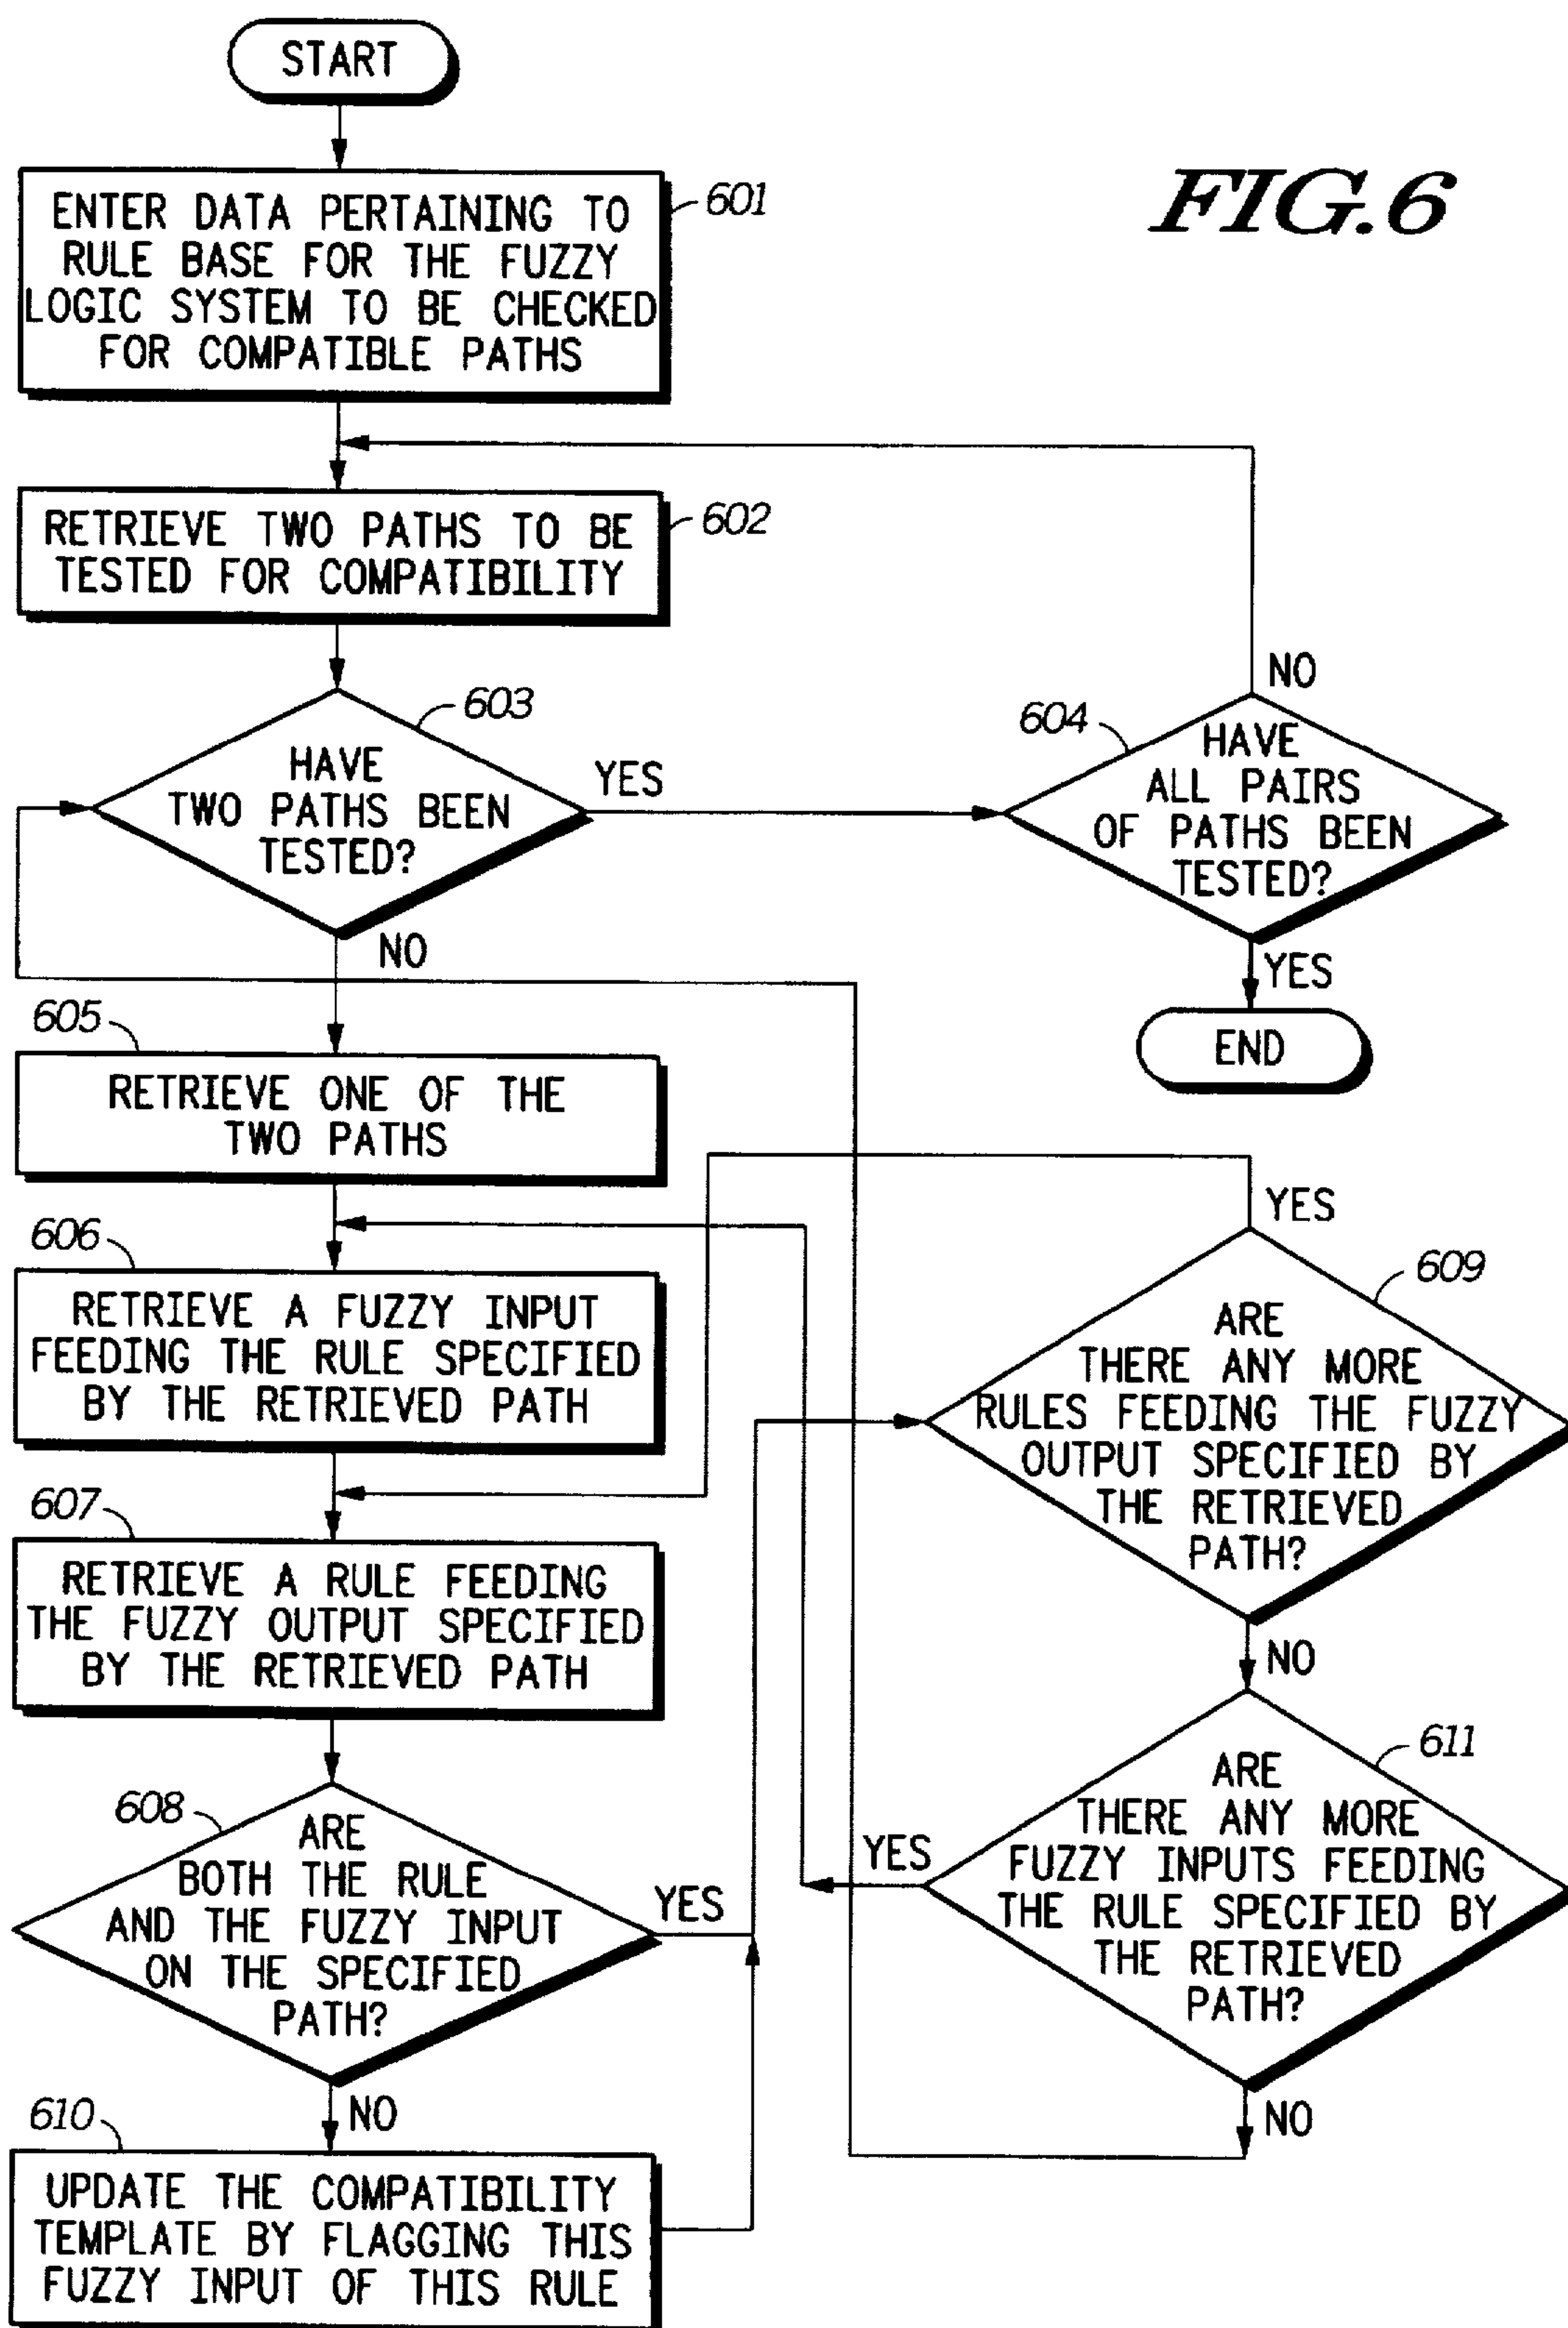 START
FIG.6
ENTER DATA PERTAINING TO
RULE BASE FOR THE FUZZY
LOGIC SYSTEM TO BE CHECKED
FOR COMPATIBLE PATHS
601
RETRIEVE TWO PATHS TO BE
TESTED FOR COMPATIBILITY
602
603
HAVE
TWO PATHS BEEN
TESTED?
YES
NO
604
HAVE
ALL PAIRS
OF PATHS BEEN
TESTED?
NO
YES
END
605
RETRIEVE ONE OF THE
TWO PATHS
606
RETRIEVE A FUZZY INPUT
FEEDING THE RULE SPECIFIED
BY THE RETRIEVED PATH
607
RETRIEVE A RULE FEEDING
THE FUZZY OUTPUT SPECIFIED
BY THE RETRIEVED PATH
608
ARE
BOTH THE RULE
AND THE FUZZY INPUT
ON THE SPECIFIED
PATH?
YES
NO
610
UPDATE THE COMPATIBILITY
TEMPLATE BY FLAGGING THIS
FUZZY INPUT OF THIS RULE
YES
609
ARE
THERE ANY MORE
RULES FEEDING THE FUZZY
OUTPUT SPECIFIED BY
THE RETRIEVED
PATH?
NO
611
ARE
THERE ANY MORE
FUZZY INPUTS FEEDING
THE RULE SPECIFIED BY
THE RETRIEVED
PATH?
YES
NO